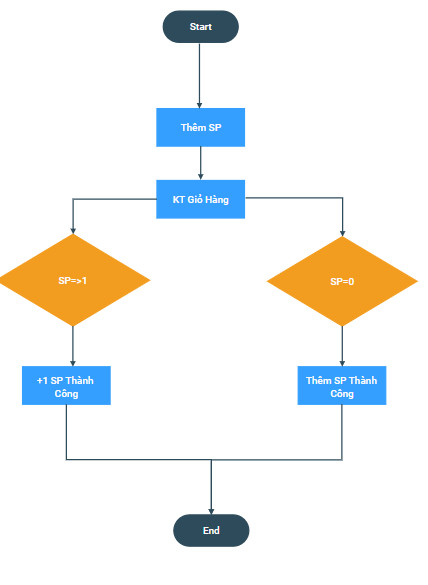 Start
Thêm SP
KT Giỏ Hàng
SP=>1
SP=0
+1 SP Thành
Công
Thêm SP Thành
Công
End